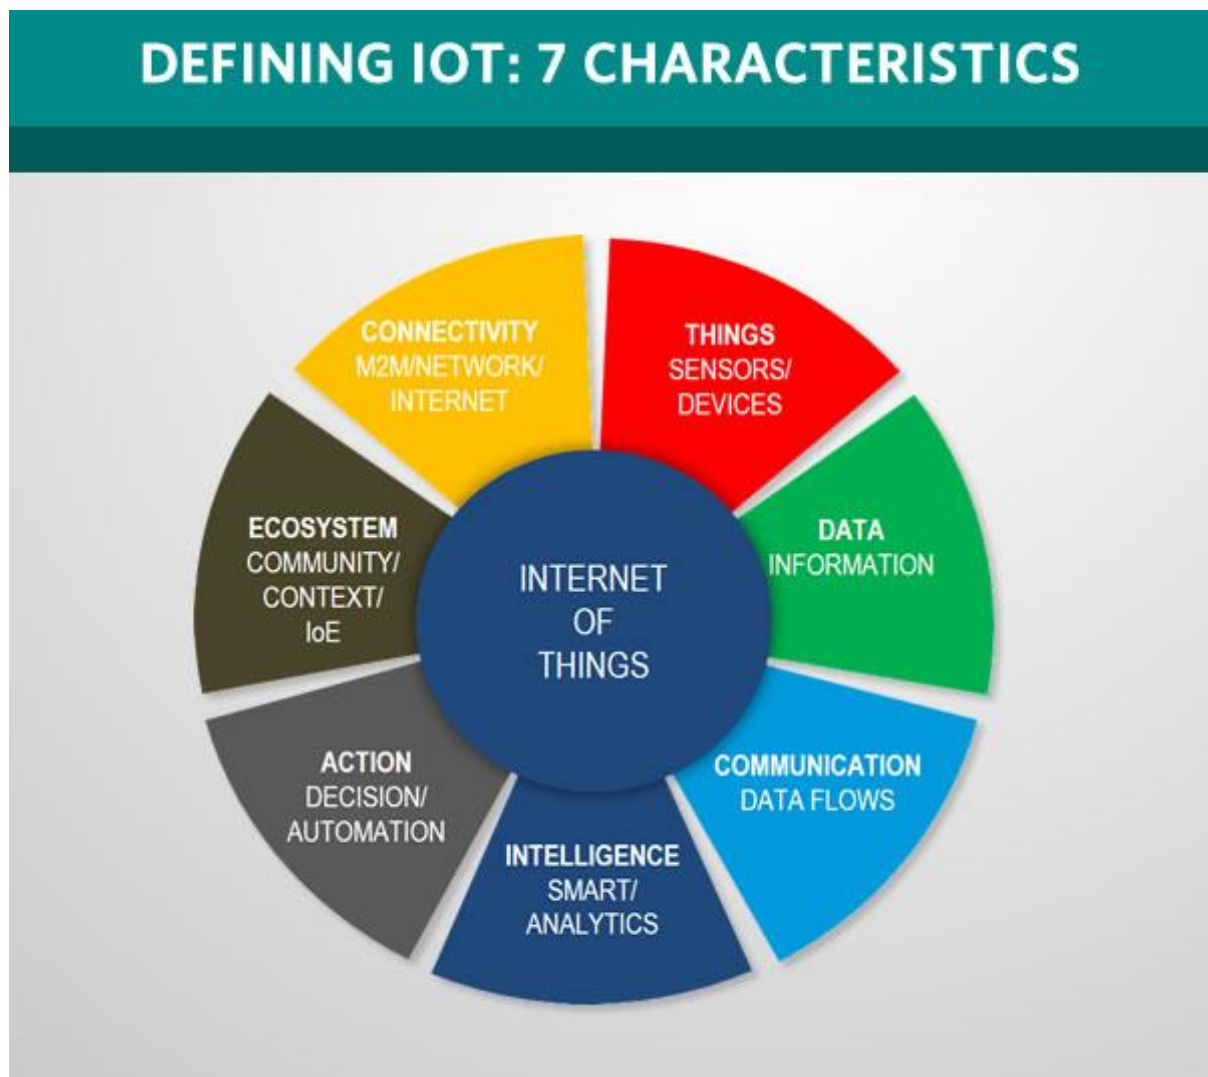 DEFINING IOT: 7 CHARACTERISTICS
CONNECTIVITY
M2M/NETWORK/
INTERNET
THINGS
SENSORS/
DEVICES
DATA
INFORMATION
COMMUNICATION
DATA FLOWS
INTELLIGENCE
SMART/
ANALYTICS
ACTION
DECISION/
AUTOMATION
ECOSYSTEM
COMMUNITY/
CONTEXT/
IoE
INTERNET
OF
THINGS